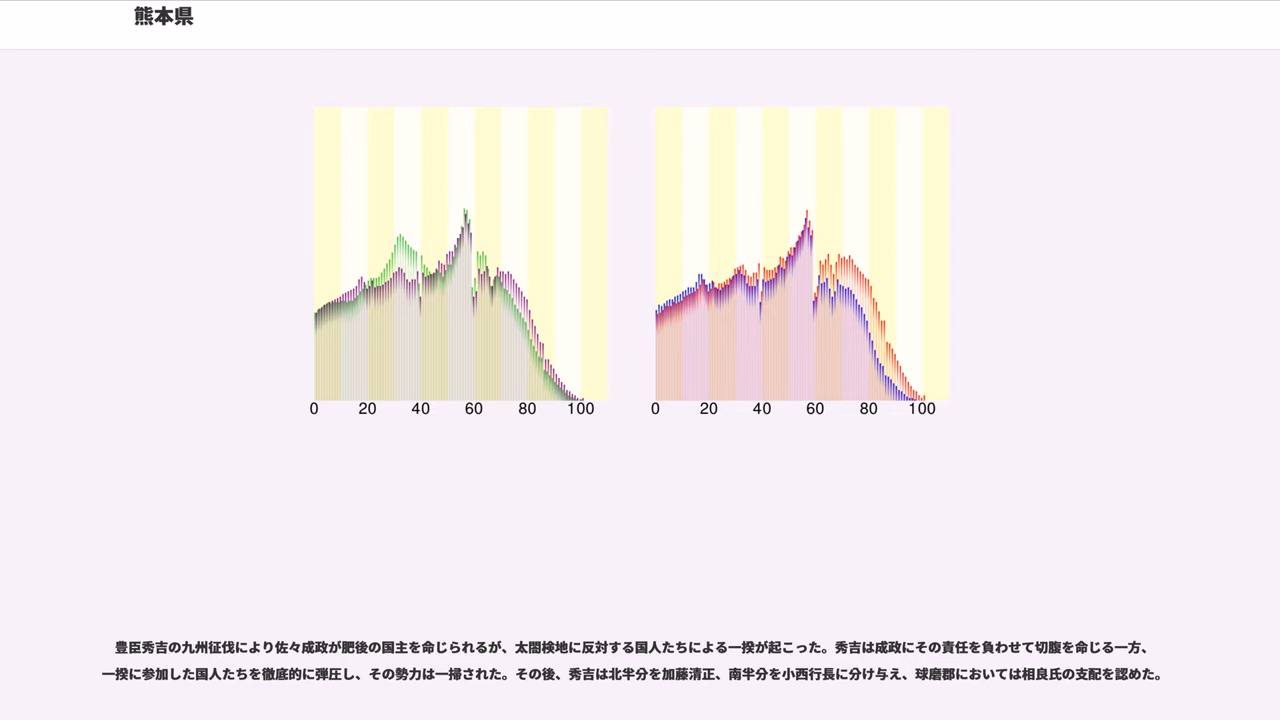 熊本県
0 20 40 60 80 100
0 20 40 60 80 100
豊臣秀吉の九州征伐により佐々成政が肥後の国主を命じられるが、太閤検地に反対する国人たちによる一揆が起こった。秀吉は成政にその責任を負わせて切腹を命じる一方、
一揆に参加した国人たちを徹底的に弾圧し、その勢力は一掃された。その後、秀吉は北半分を加藤清正、南半分を小西行長に分け与え、球磨郡においては相良氏の支配を認めた。